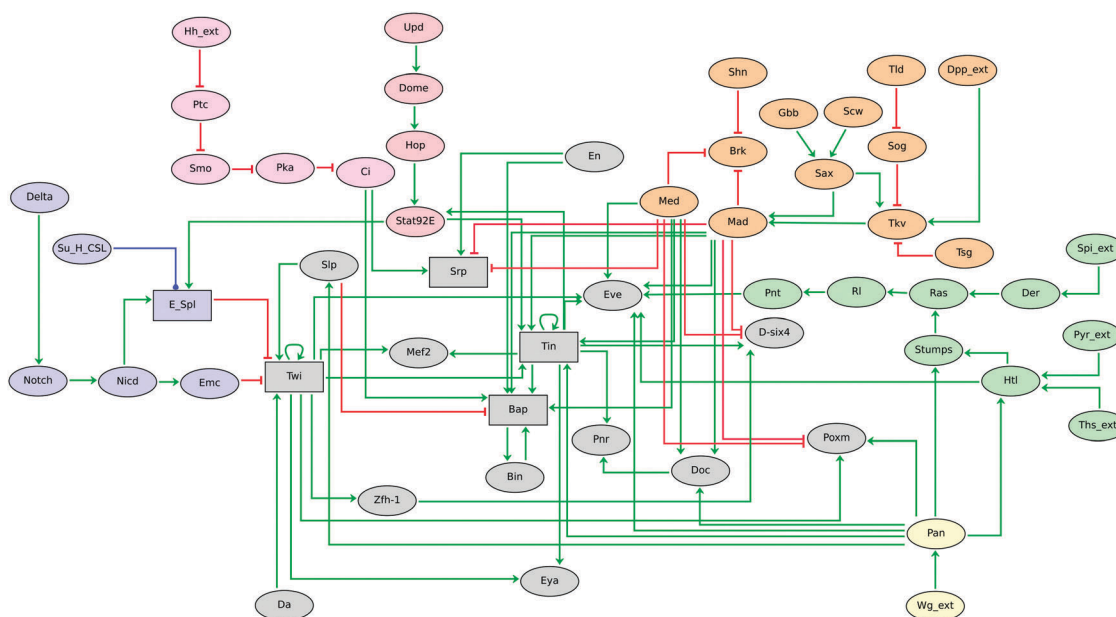 Hh_ext
Upd
Shn
Tld
Dpp_ext
Ptc
Dome
Gbb
Scw
Hop
Brk
Sog
En
Smo
Pka
Ci
Sax
Delta
Med
Stat92E
Mad
Tkv
Su_H_CSL
Tsg
Spi_ext
Slp
Srp
E_Spl
Eve
Pnt
Rl
Ras
Der
D-six4
Pyr_ext
Mef2
Tin
Stumps
Notch
Nicd
Emc
Twi
Htl
Bap
Ths_ext
Pnr
Poxm
Bin
Doc
Zfh-1
Pan
Eya
Da
Wg_ext